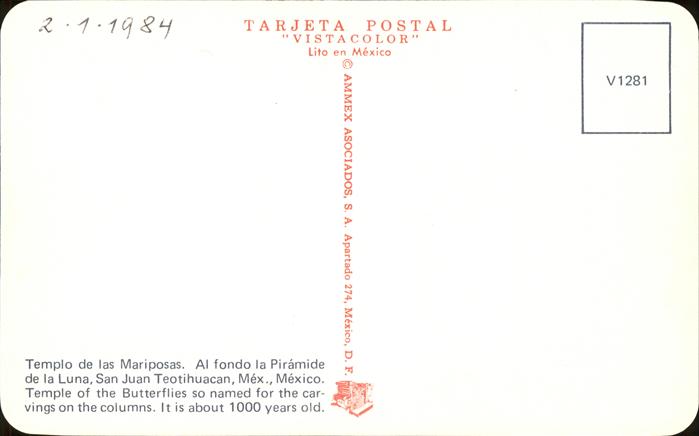 2.1.1984
TARJETA POSTAL
"VISTACOLOR"
Lito en México
© AMMEX ASOCIADOS, S. A. Apartado 274, México, D. F.
V1281
Templo de las Mariposas. Al fondo la Pirámide
de la Luna, San Juan Teotihuacan, Méx., México.
Temple of the Butterflies so named for the car-
vings on the columns. It is about 1000 years old.